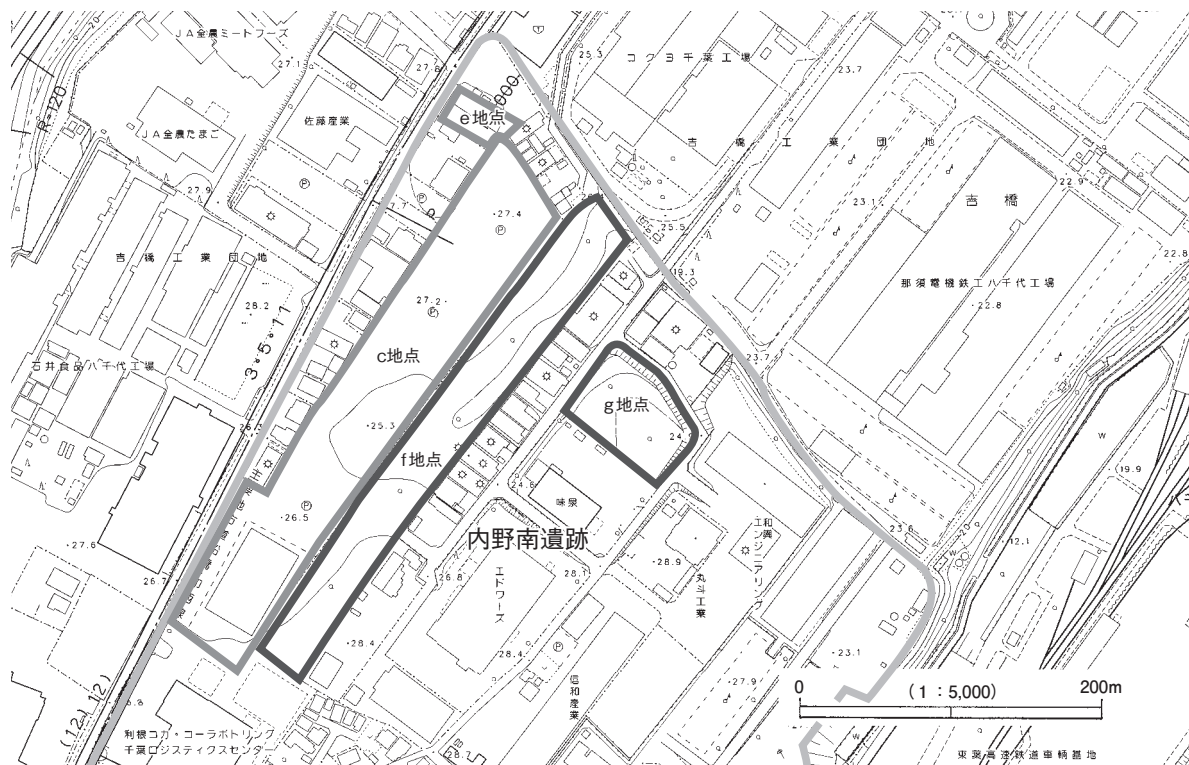 JA全農ミートフーズ
27.1
コクヨ千葉工場
25.3
23.7
22.9
R=120
e地点
佐藤産業
JA全農たまご
吉橋工業団地
27.9
27.4
25.5
23.1
吉橋
19.3
22.8
那須電機鉄工八千代工場
22.8
吉橋工業団地
28.2
27.2
3・5・11
c地点
23.7
石井食品八千代工場
g地点
25.3
24.
f地点
24.6
味泉
(19.9
26.5
内野南遺跡
23.6
12.1
27.6
28.9
26.7
26.8
28.1
エドワーズ
丸斗工業
和興エンジニアリング
28.4
28.4
23.1
27.9
0 (1:5,000) 200m
信和産業
(12.12)
利根コカ・コーラボトリング
千葉ロジスティクスセンター
28.7
東葉高速鉄道車輌基地